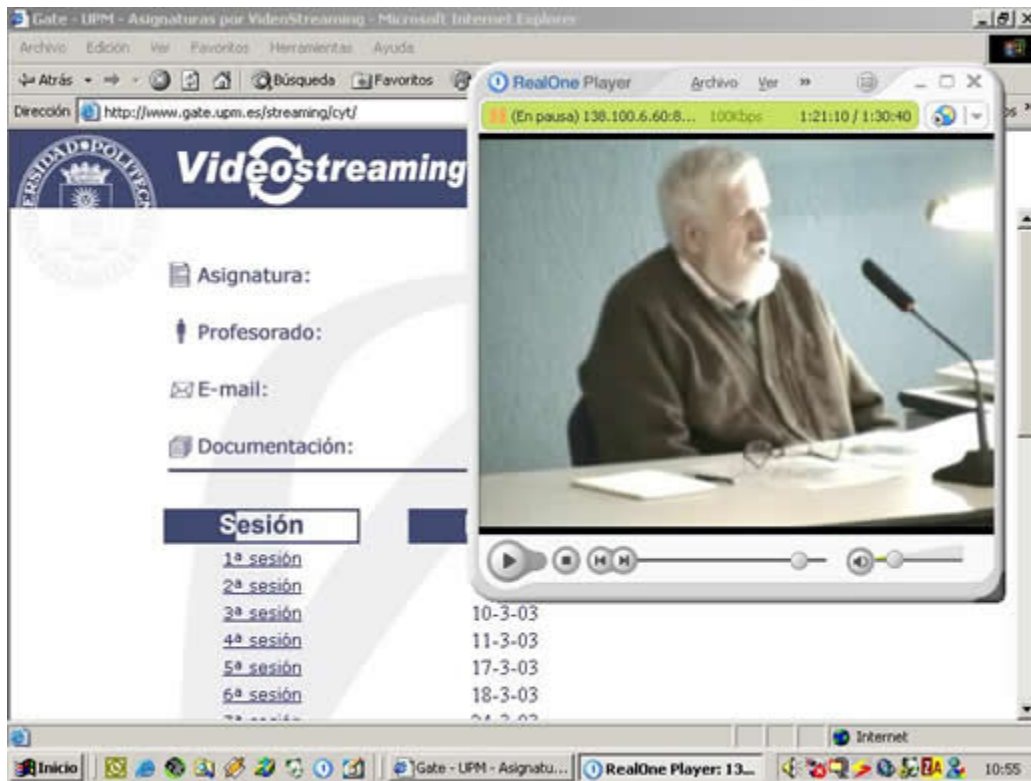 Gate - UPM - Asignaturas por VideoStreaming - Microsoft Internet Explorer
Archivo Edición Ver Favoritos Herramientas Ayuda
Atrás Búsqueda Favoritos
Dirección http://www.gate.upm.es/streaming/cyt/
RealOne Player Archivo Ver »
(En pausa) 138.100.6.60:8... 100Kbps 1:21:10 / 1:30:40
Videostreaming
Asignatura:
Profesorado:
E-mail:
Documentación:
Sesión
1ª sesión
2ª sesión
3ª sesión 10-3-03
4ª sesión 11-3-03
5ª sesión 17-3-03
6ª sesión 18-3-03
Internet
Inicio Gate - UPM - Asignatu... RealOne Player: 13... 10:55